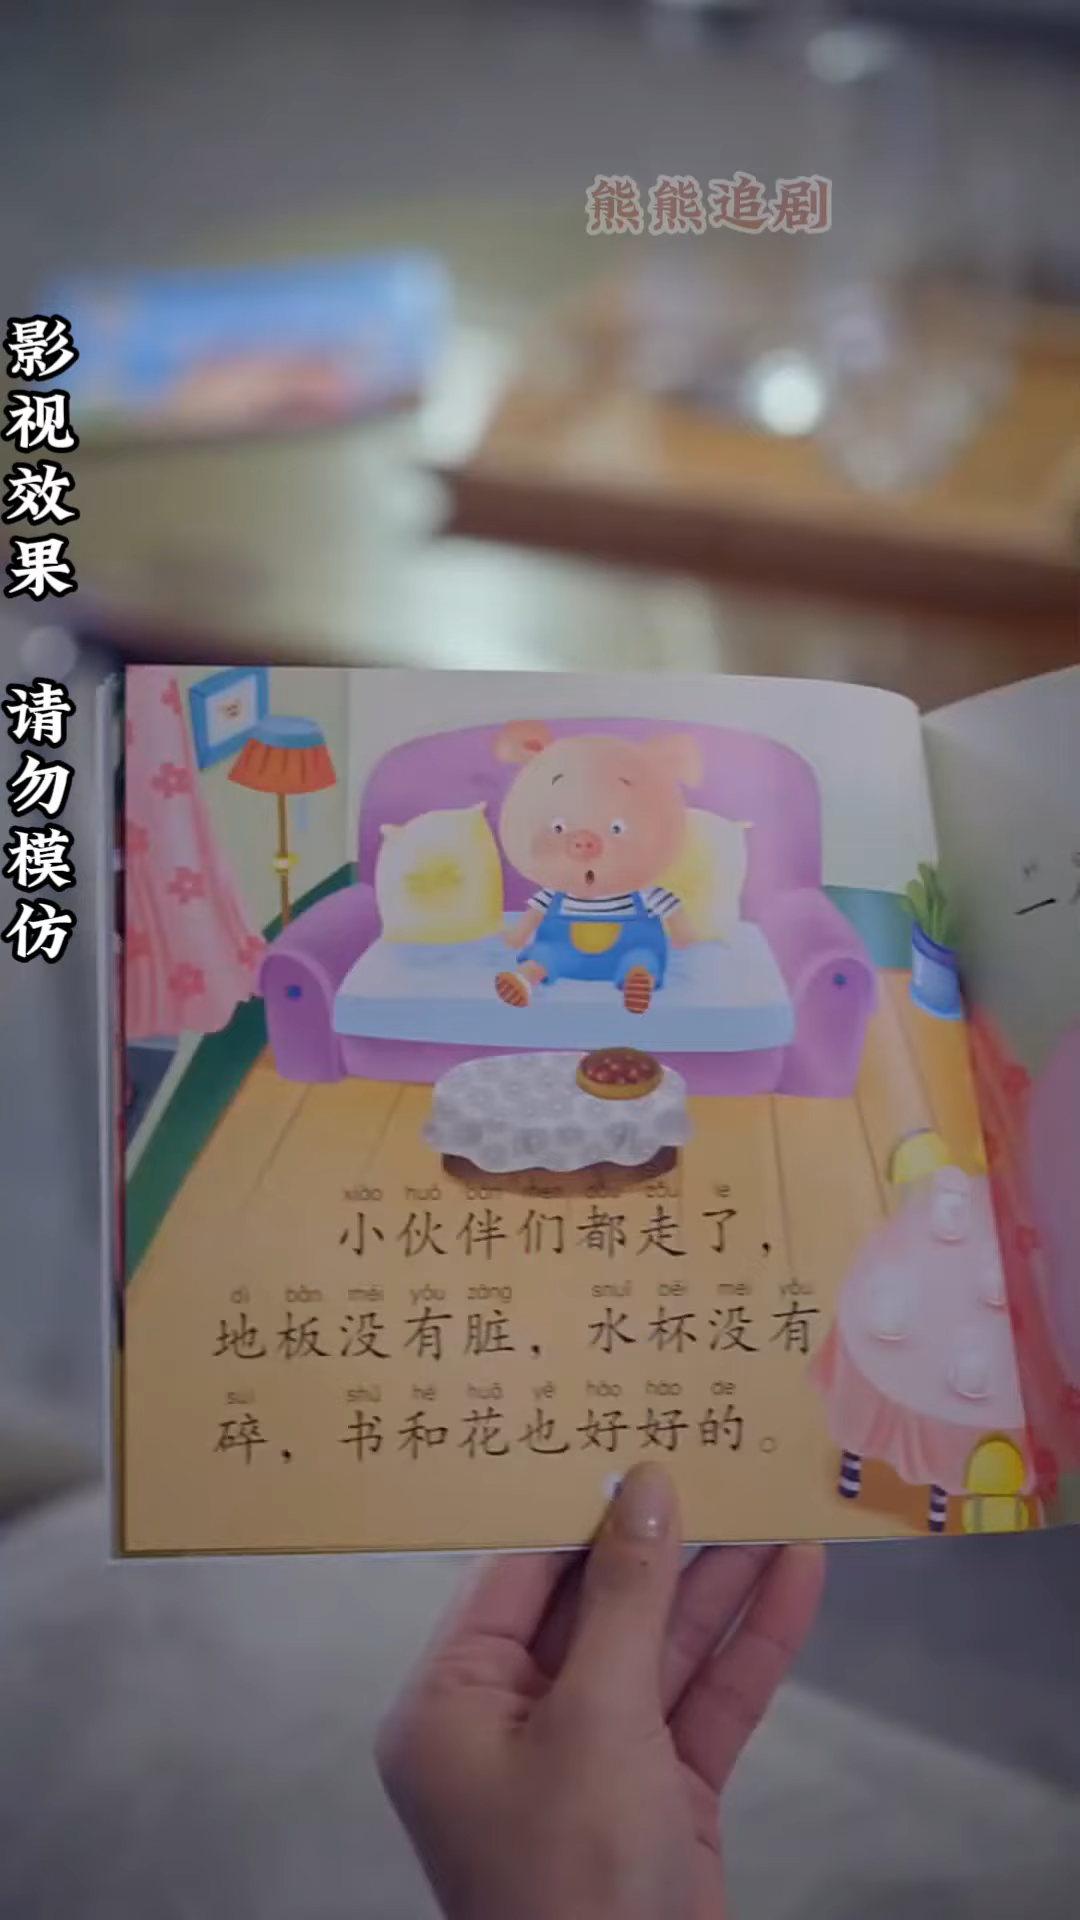 熊熊追剧
影视效果 请勿模仿
xiǎo huǒ bàn men dōu zǒu le
小伙伴们都走了，
dì bǎn méi yǒu zāng shuǐ bēi méi yǒu
地板没有脏，水杯没有
suì shū hé huā yě hǎo hǎo de
碎，书和花也好好的。
一